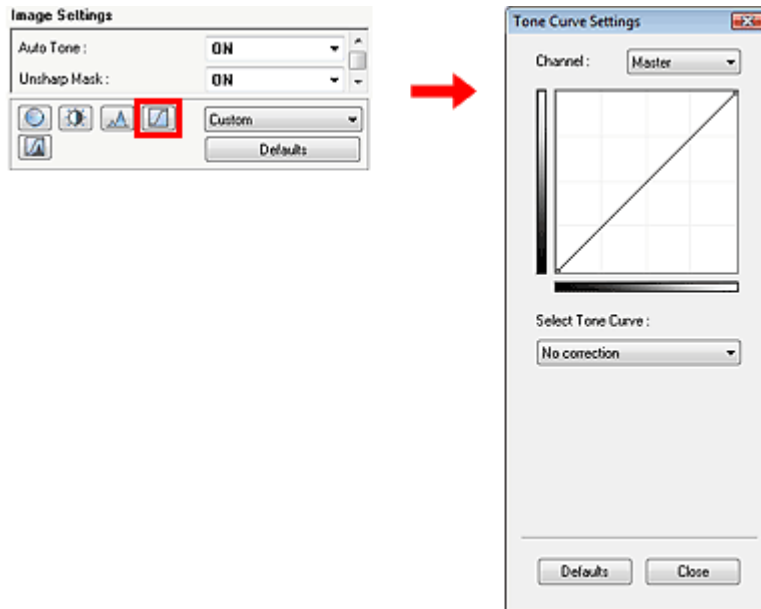 Image Settings
Auto Tone : ON
Unsharp Mask : ON
Custom
Defaults
Tone Curve Settings
Channel : Master
Select Tone Curve :
No correction
Defaults Close